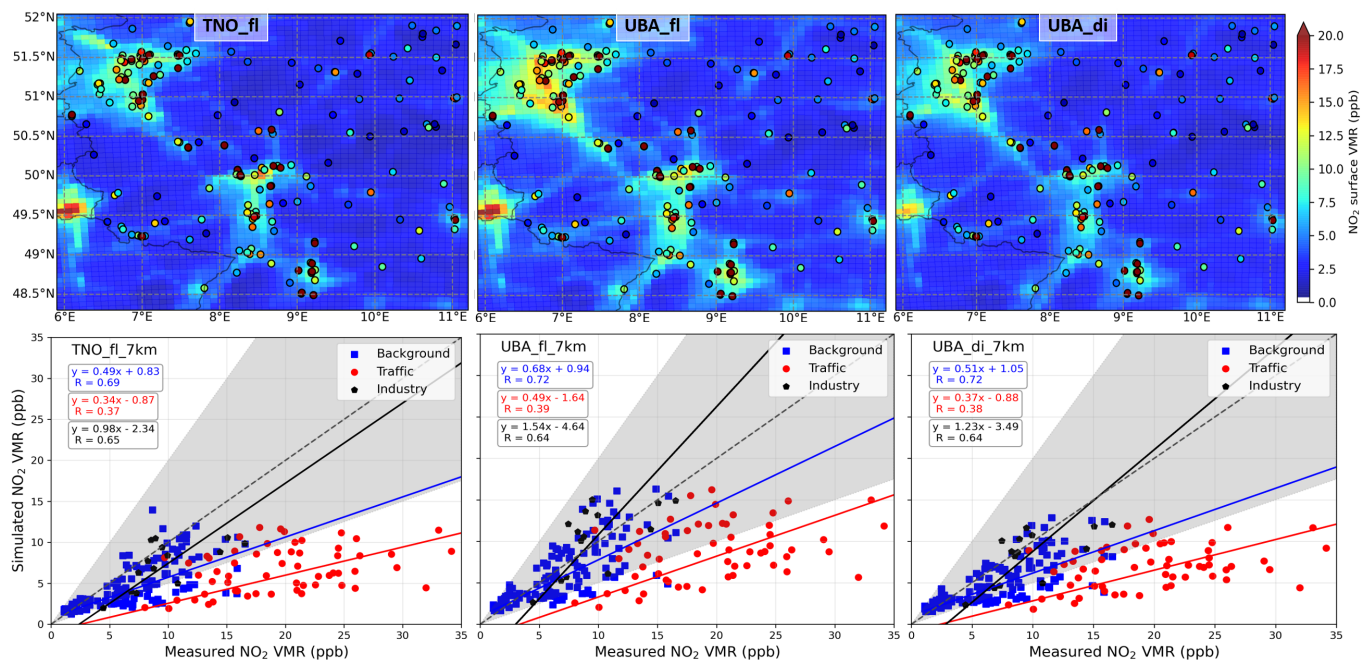 TNO_fl
UBA_fl
UBA_di
52°N
51.5°N
51°N
50.5°N
50°N
49.5°N
49°N
48.5°N
6°E
7°E
8°E
9°E
10°E
11°E
6°E
7°E
8°E
9°E
10°E
11°E
6°E
7°E
8°E
9°E
10°E
11°E
20.0
17.5
15.0
12.5
10.0
7.5
5.0
2.5
0.0
NO₂ surface VMR (ppb)
TNO_fl_7km
y = 0.49x + 0.83
R = 0.69
y = 0.34x - 0.87
R = 0.37
y = 0.98x - 2.34
R = 0.65
Background
Traffic
Industry
UBA_fl_7km
y = 0.68x + 0.94
R = 0.72
y = 0.49x - 1.64
R = 0.39
y = 1.54x - 4.64
R = 0.64
Background
Traffic
Industry
UBA_di_7km
y = 0.51x + 1.05
R = 0.72
y = 0.37x - 0.88
R = 0.38
y = 1.23x - 3.49
R = 0.64
Background
Traffic
Industry
Simulated NO₂ VMR (ppb)
35
30
25
20
15
10
5
0
0
5
10
15
20
25
30
35
0
5
10
15
20
25
30
35
0
5
10
15
20
25
30
35
Measured NO₂ VMR (ppb)
Measured NO₂ VMR (ppb)
Measured NO₂ VMR (ppb)